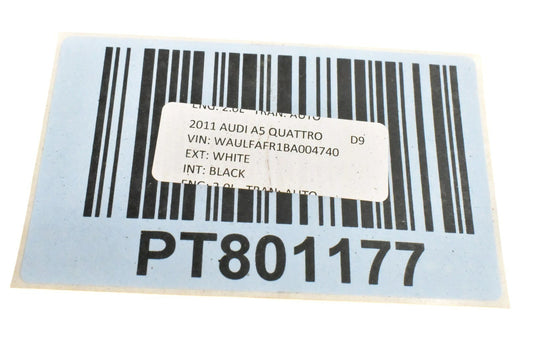 ENG: 2.0L TRAN: AUTO
2011 AUDI A5 QUATTRO D9
VIN: WAULFAFR1BA004740
EXT: WHITE
INT: BLACK
ENG: 2.0L TRAN: AUTO
PT801177